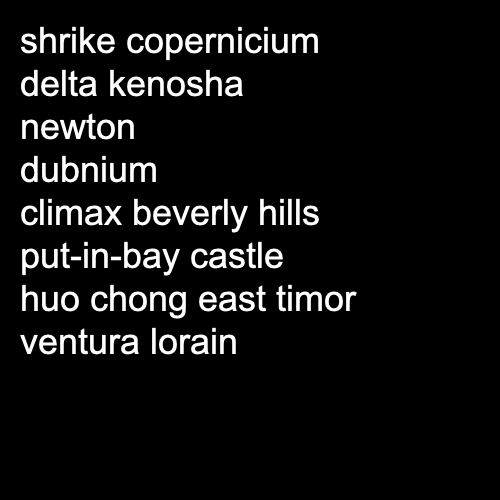 shrike copernicium
delta kenosha
newton
dubnium
climax beverly hills
put-in-bay castle
huo chong east timor
ventura lorain